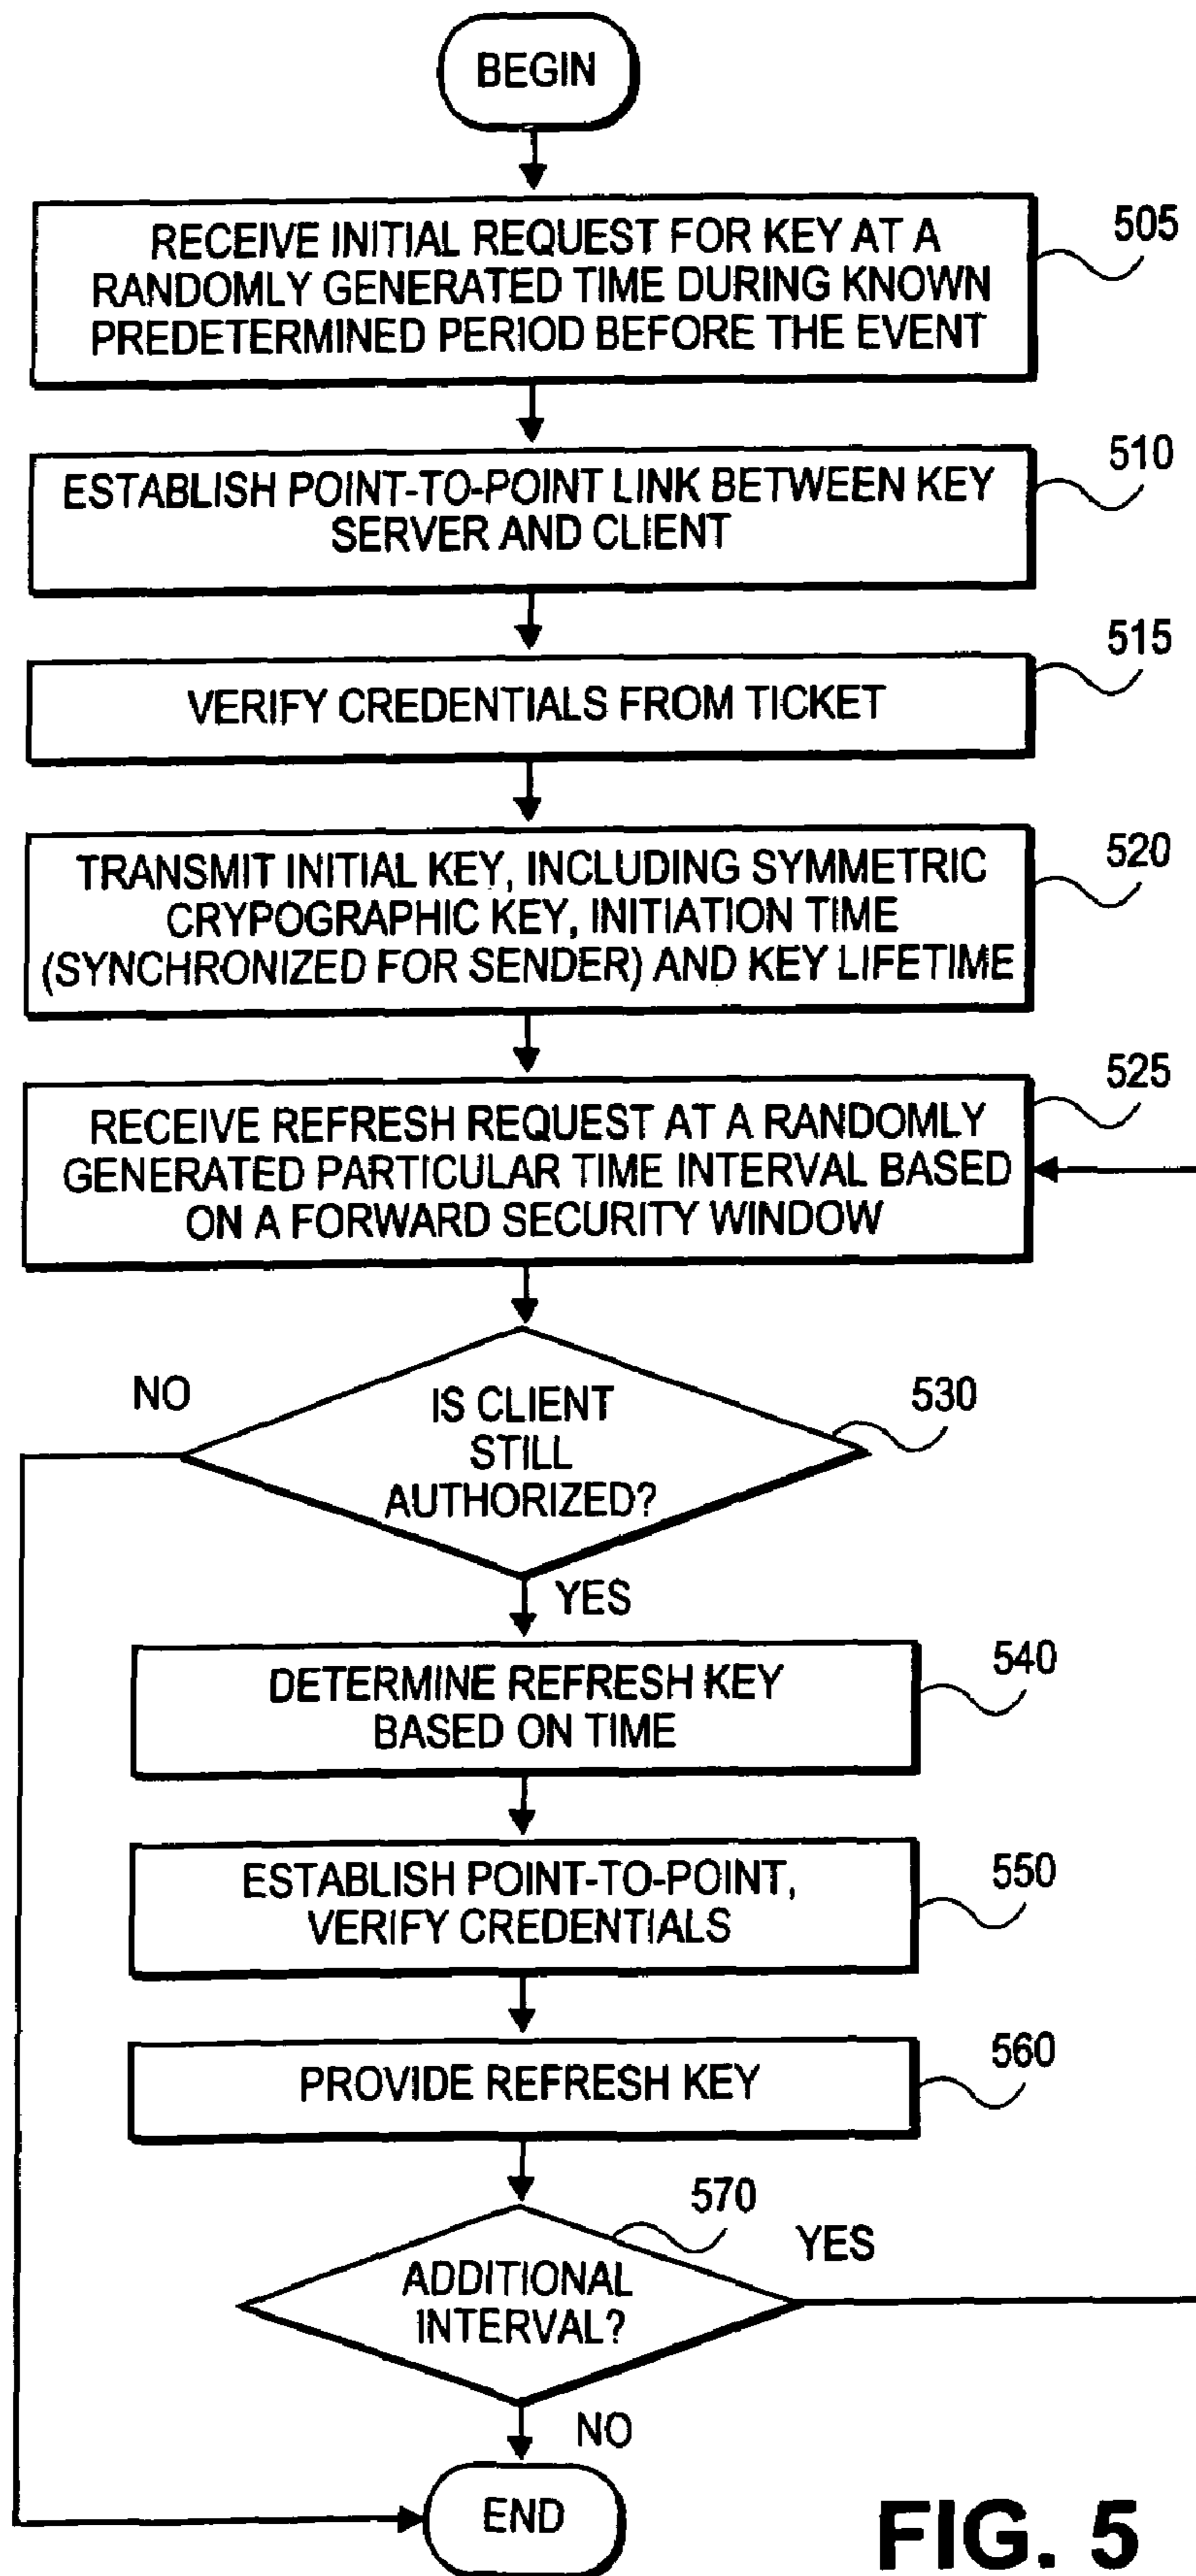 BEGIN
RECEIVE INITIAL REQUEST FOR KEY AT A
RANDOMLY GENERATED TIME DURING KNOWN
PREDETERMINED PERIOD BEFORE THE EVENT
505
ESTABLISH POINT-TO-POINT LINK BETWEEN KEY
SERVER AND CLIENT
510
VERIFY CREDENTIALS FROM TICKET
515
TRANSMIT INITIAL KEY, INCLUDING SYMMETRIC
CRYPOGRAPHIC KEY, INITIATION TIME
(SYNCHRONIZED FOR SENDER) AND KEY LIFETIME
520
RECEIVE REFRESH REQUEST AT A RANDOMLY
GENERATED PARTICULAR TIME INTERVAL BASED
ON A FORWARD SECURITY WINDOW
525
NO
IS CLIENT
STILL
AUTHORIZED?
530
YES
DETERMINE REFRESH KEY
BASED ON TIME
540
ESTABLISH POINT-TO-POINT,
VERIFY CREDENTIALS
550
PROVIDE REFRESH KEY
560
ADDITIONAL
INTERVAL?
570
YES
NO
END
FIG. 5